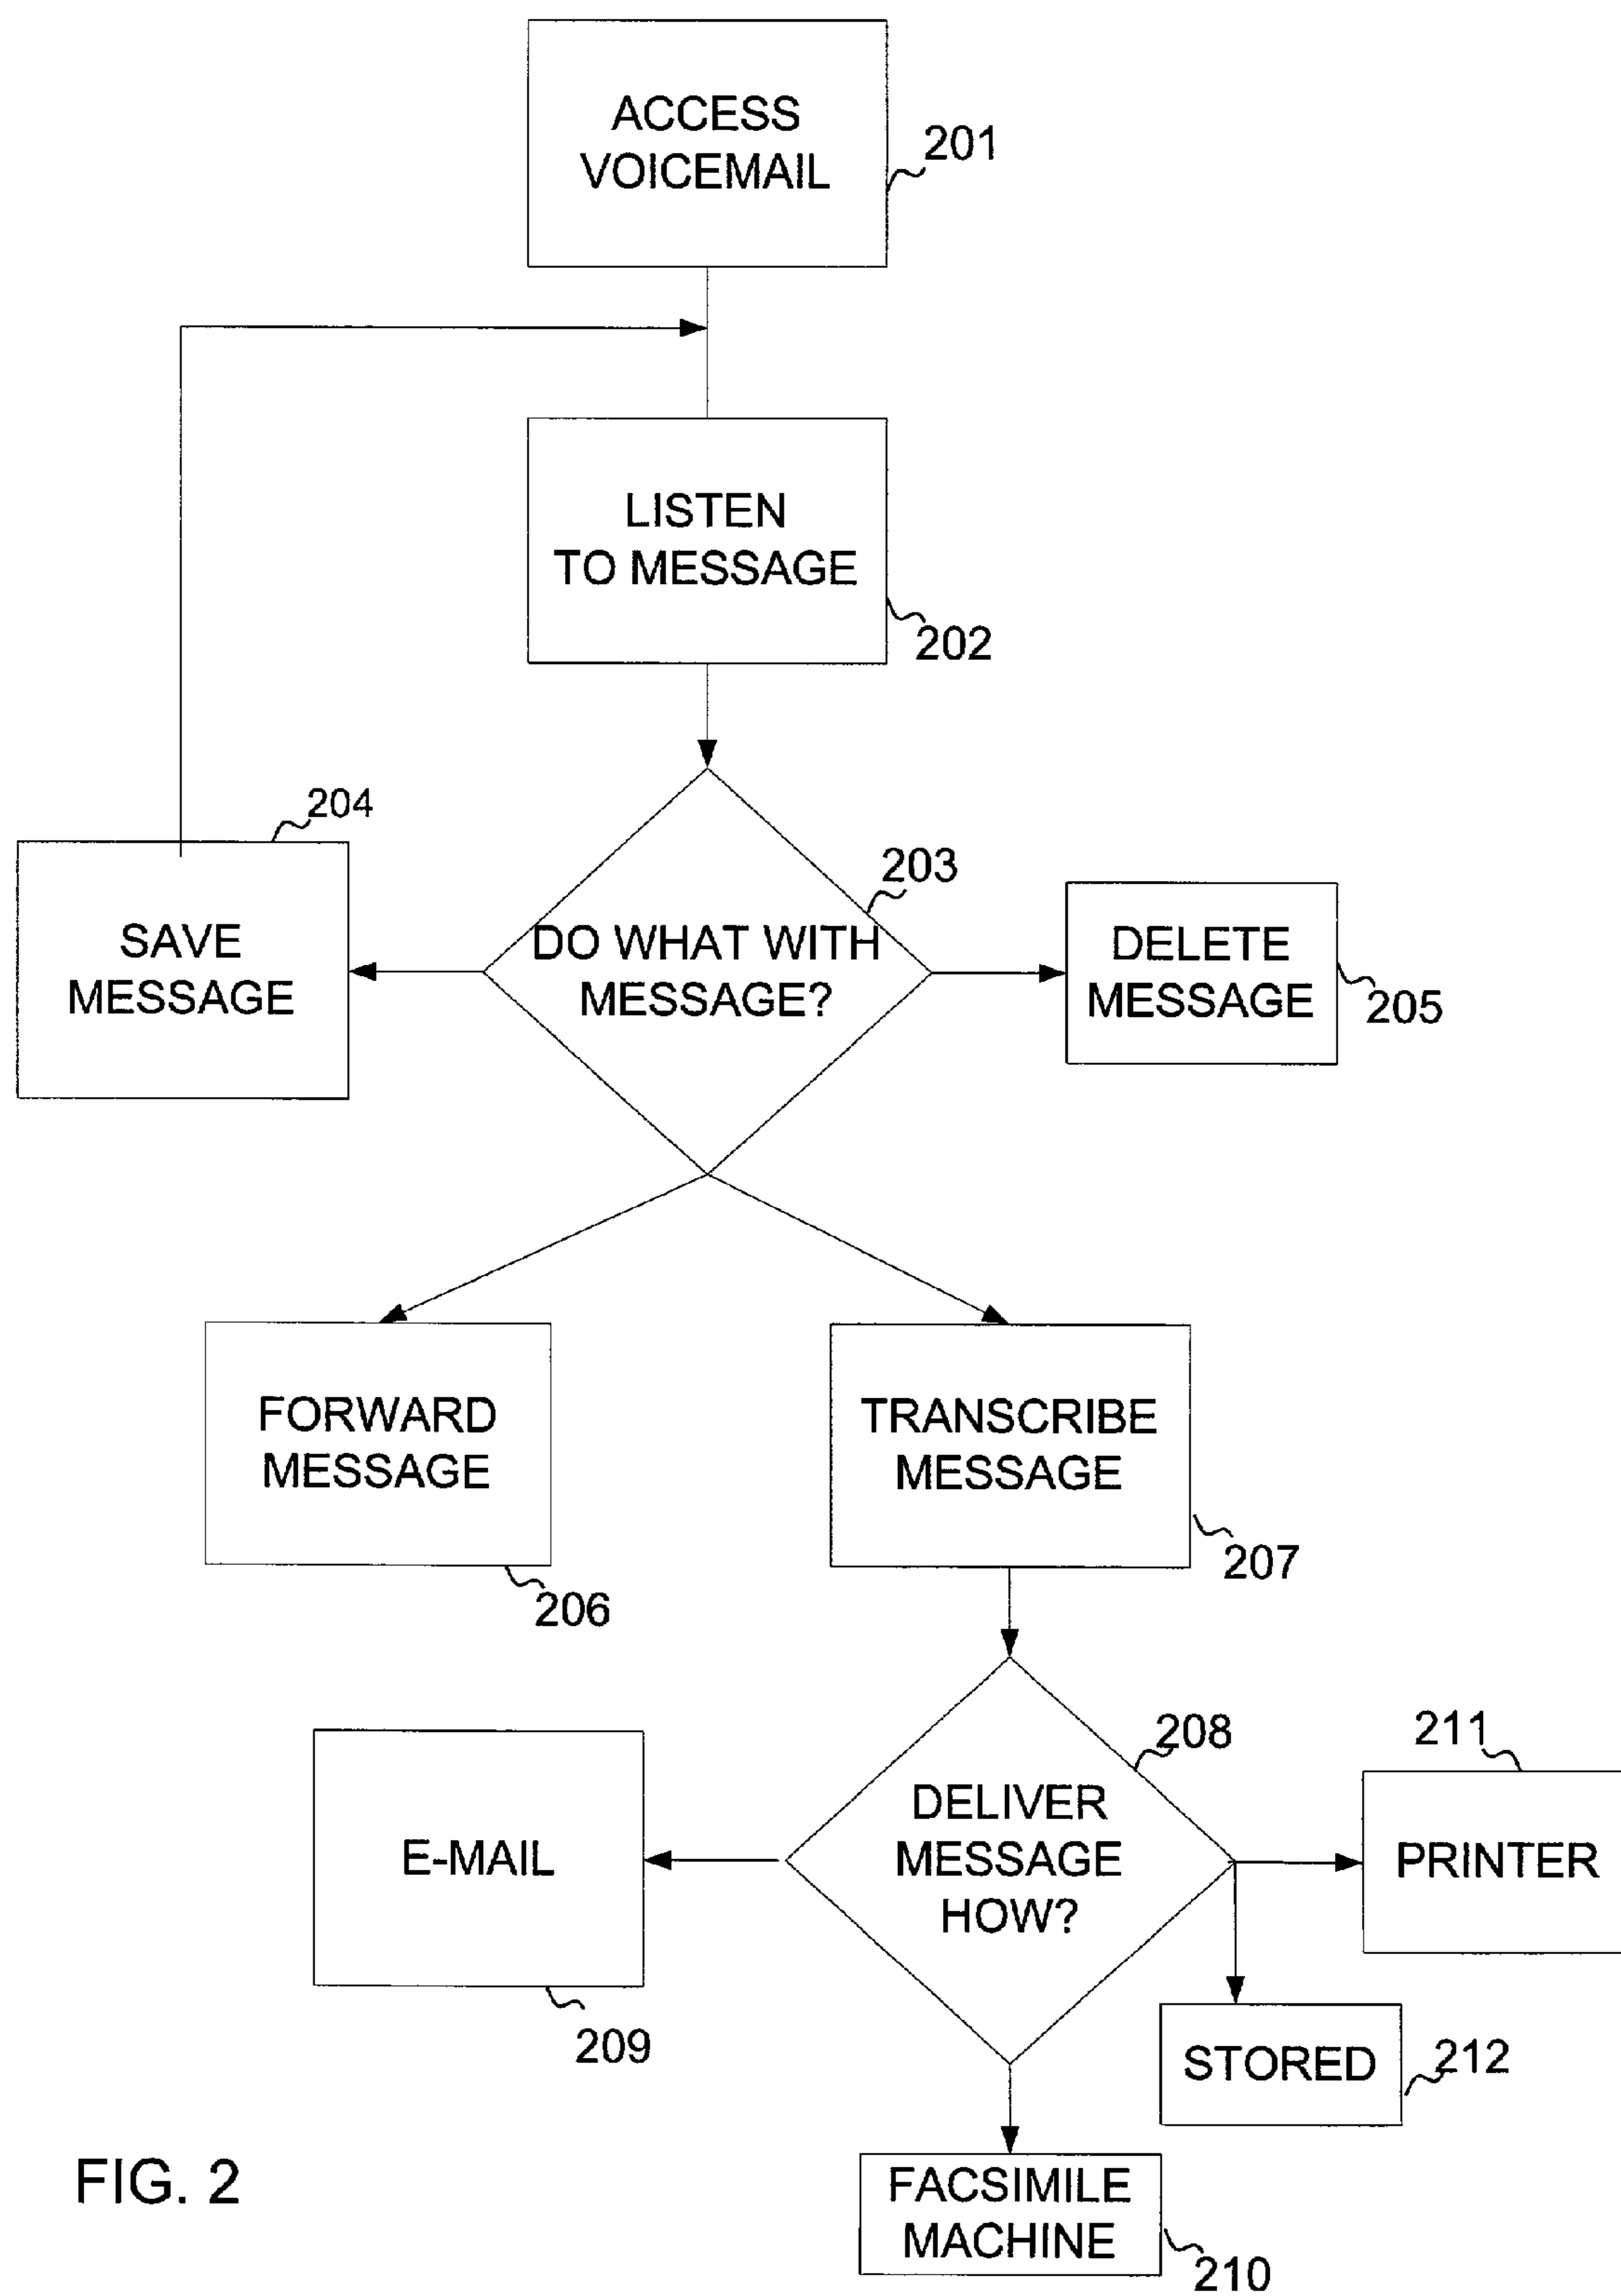 ACCESS
VOICEMAIL
201
LISTEN
TO MESSAGE
202
204
203
SAVE
MESSAGE
DO WHAT WITH
MESSAGE?
DELETE
MESSAGE
205
FORWARD
MESSAGE
206
TRANSCRIBE
MESSAGE
207
208
211
E-MAIL
209
DELIVER
MESSAGE
HOW?
PRINTER
STORED
212
FACSIMILE
MACHINE
210
FIG. 2